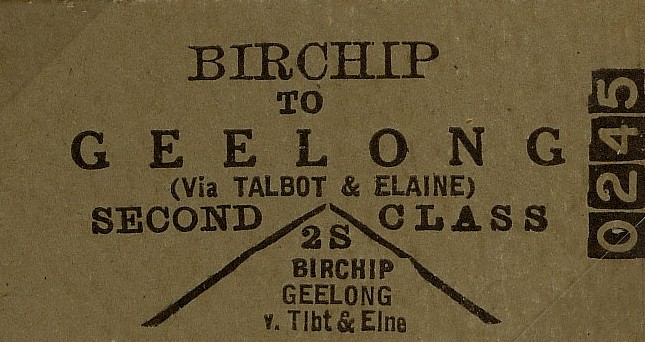 BIRCHIP
TO
GEELONG
(Via TALBOT & ELAINE)
SECOND CLASS
2S
BIRCHIP
GEELONG
v. Tlbt & Elne
0245